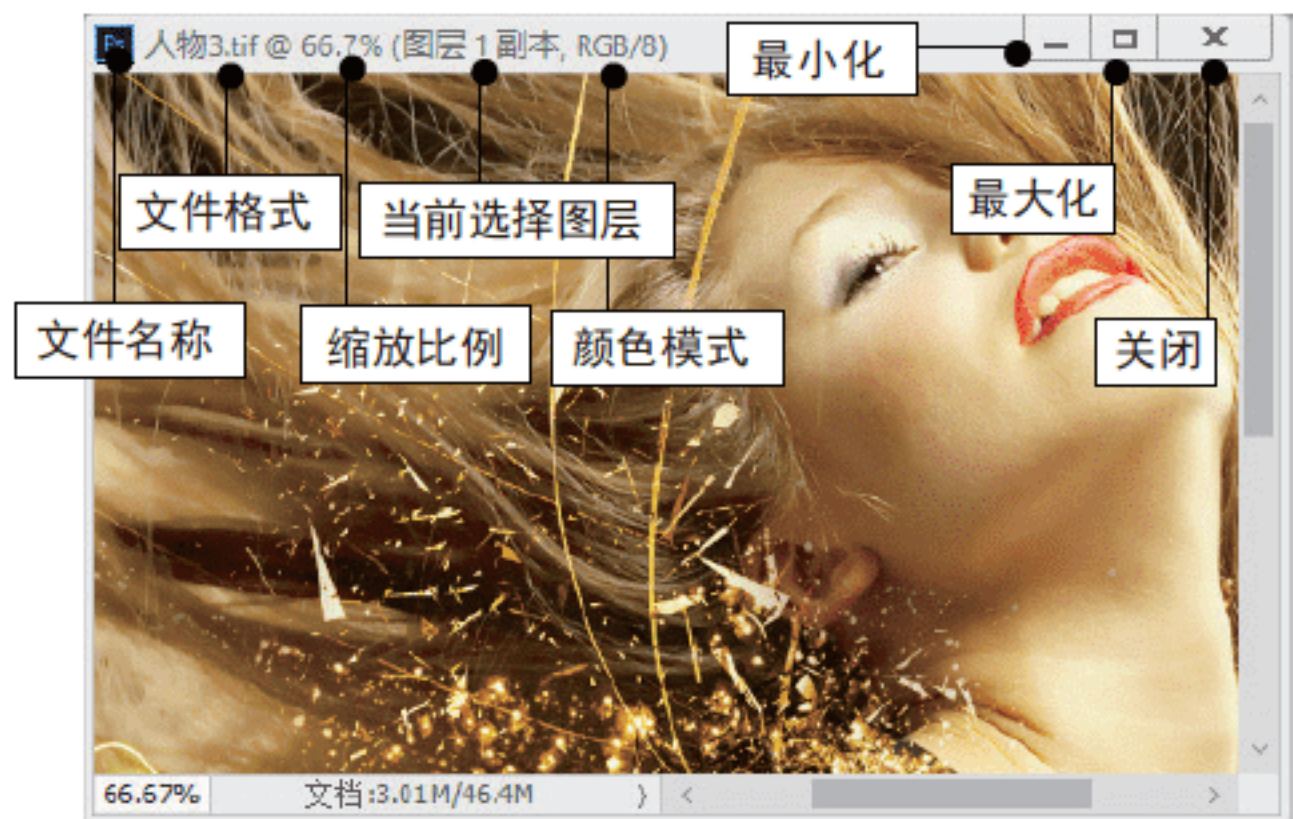 Ps 人物3.tif @ 66.7% (图层 1 副本, RGB/8)
最小化
最大化
文件格式
当前选择图层
文件名称
缩放比例
颜色模式
关闭
66.67% 文档:3.01M/46.4M